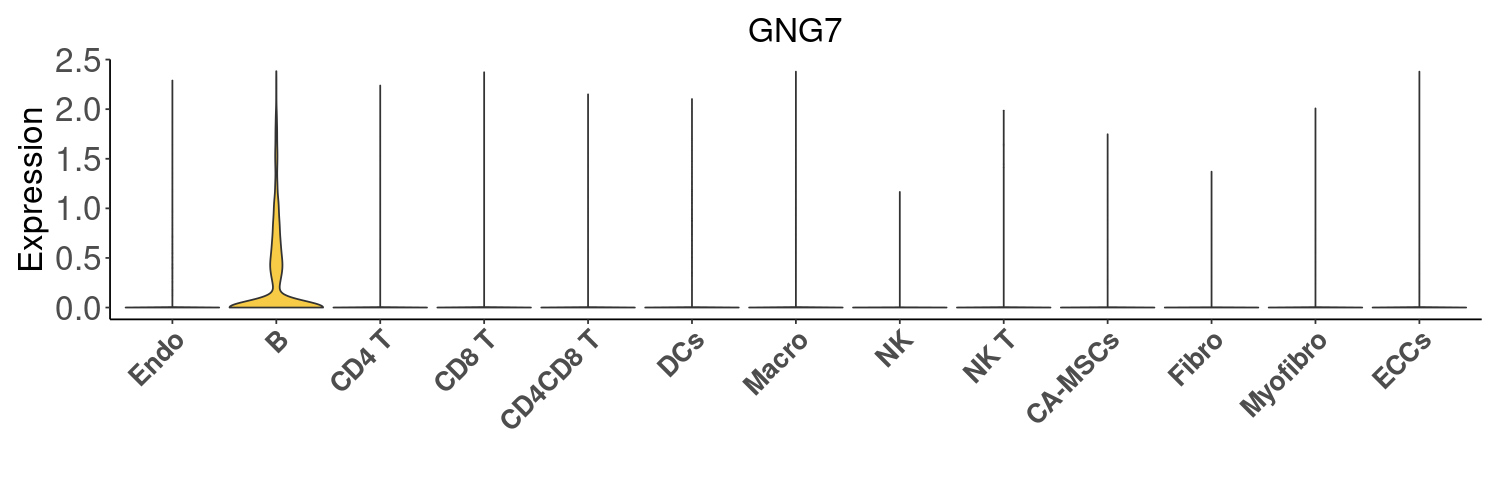 GNG7
Expression
2.5
2.0
1.5
1.0
0.5
0.0
Endo
B
CD4 T
CD8 T
CD4CD8 T
DCs
Macro
NK
NK T
CA-MSCs
Fibro
Myofibro
ECCs